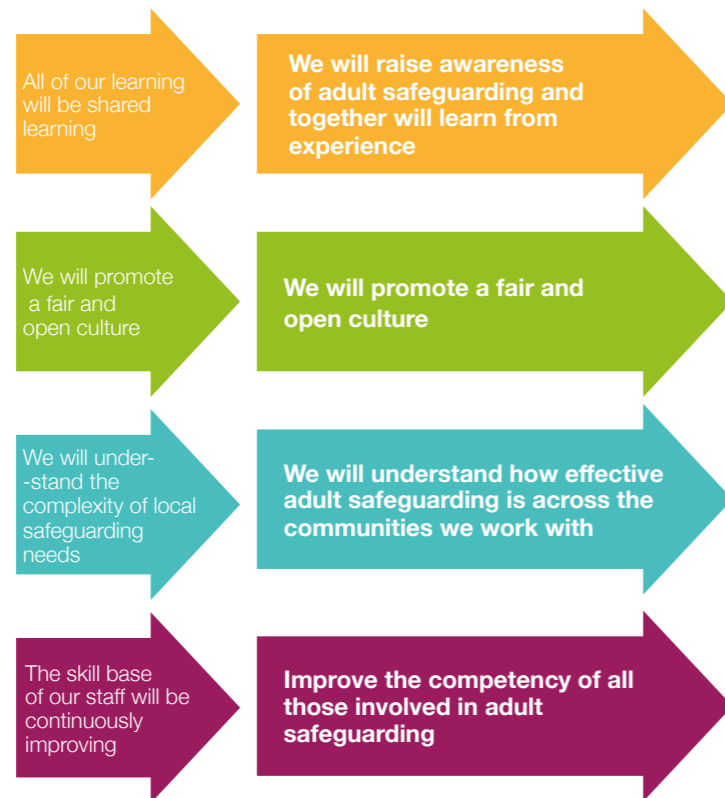 All of our learning
will be shared
learning
We will raise awareness
of adult safeguarding and
together will learn from
experience
We will promote
a fair and
open culture
We will promote a fair and
open culture
We will under-
-stand the
complexity of local
safeguarding
needs
We will understand how effective
adult safeguarding is across the
communities we work with
The skill base
of our staff will be
continuously
improving
Improve the competency of all
those involved in adult
safeguarding